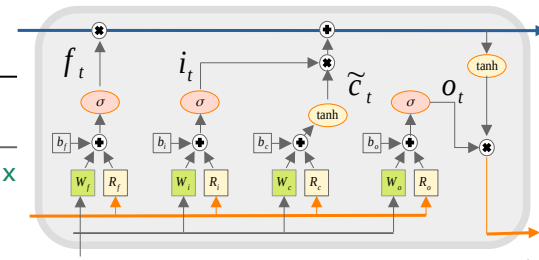 f t i t c̃ t o t
tanh
σ σ σ
tanh
b f b i b c b o
x
W f R f W i R i W c R c W o R o